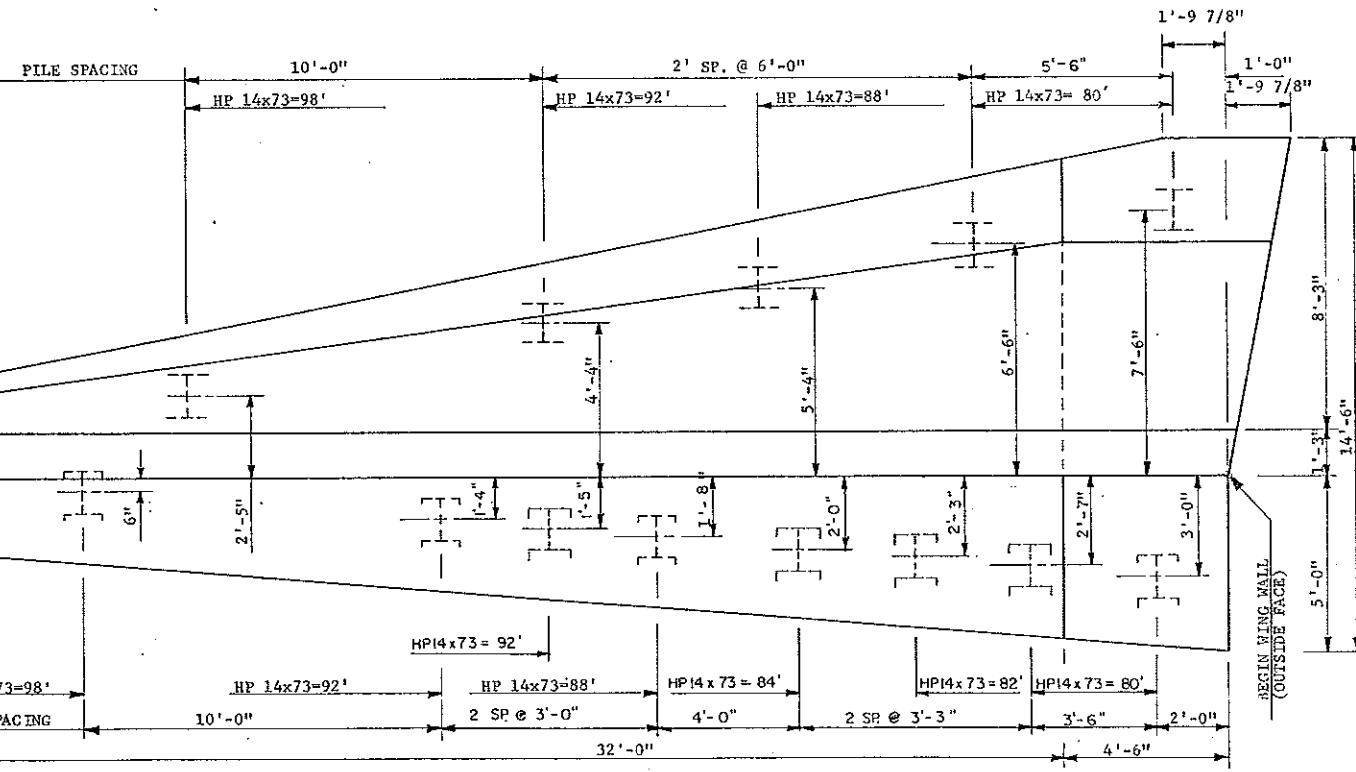 1'-9 7/8"
PILE SPACING
10'-0"
2' SP. @ 6'-0"
5'-6"
1'-0"
HP 14x73=98'
HP 14x73=92'
HP 14x73=88'
HP 14x73= 80'
1'-9 7/8"
8'-3"
14'-6"
1'-3"
5'-0"
4'-4"
5'-4"
6'-6"
7'-6"
6"
2'-5"
1'-4"
1'-5"
1'-8"
2'-0"
2'-3"
2'-7"
3'-0"
BEGIN WING WALL
(OUTSIDE FACE)
HP14x73 = 92'
73=98'
HP 14x73=92'
HP 14x73=88'
HP14 x 73 = 84'
HP14 x 73 = 82'
HP14x73 = 80'
PACING
10'-0"
2 SP. @ 3'-0"
4'-0"
2 SP. @ 3'-3"
3'-6"
2'-0"
32'-0"
4'-6"